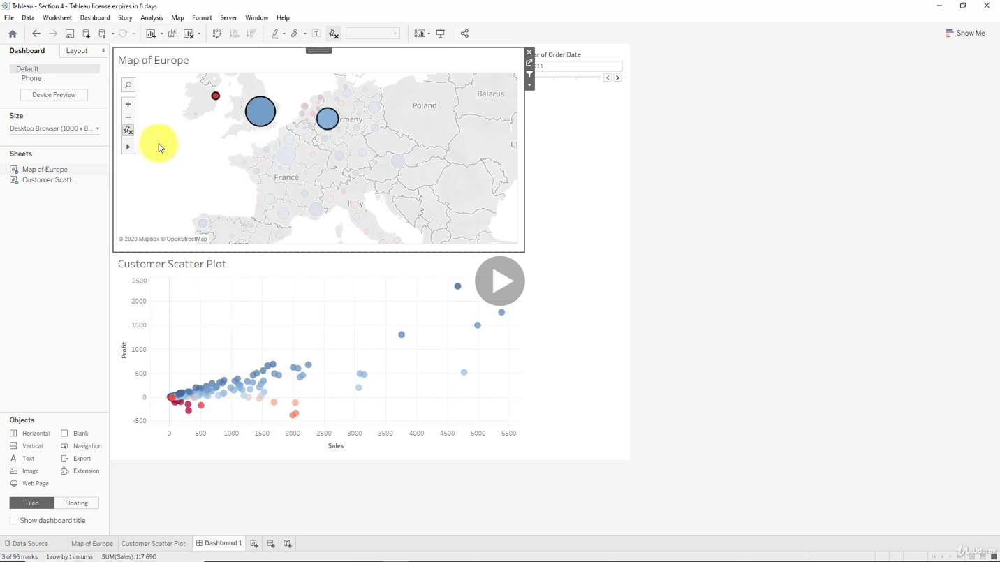 Tableau - Section 4 - Tableau license expires in 8 days
File Data Worksheet Dashboard Story Analysis Map Format Server Window Help
Show Me
Dashboard Layout
Default
Phone
Device Preview
Size
Desktop Browser (1000 x 8...
Sheets
Map of Europe
Customer Scatt...
Objects
Horizontal Blank
Vertical Navigation
Text Export
Image Extension
Web Page
Tiled Floating
Show dashboard title
Map of Europe
Belarus
Poland
Germany
France
Italy
© 2020 Mapbox © OpenStreetMap
ar of Order Date
011
Customer Scatter Plot
2500
2000
1500
1000
500
0
-500
Profit
0 500 1000 1500 2000 2500 3000 3500 4000 4500 5000 5500
Sales
Data Source Map of Europe Customer Scatter Plot Dashboard 1
3 of 96 marks 1 row by 1 column SUM(Sales): 117,690
Udemy